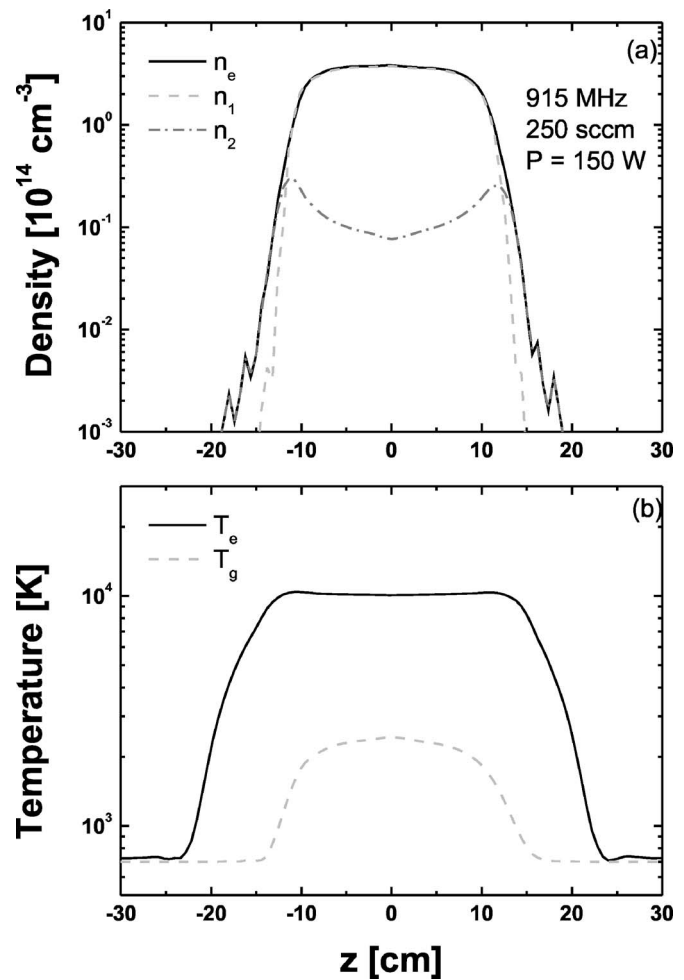 (a)
n_e
n_1
n_2
915 MHz
250 sccm
P = 150 W
Density [10^14 cm^-3]
10^1
10^0
10^-1
10^-2
10^-3
-30 -20 -10 0 10 20 30
(b)
T_e
T_g
Temperature [K]
10^4
10^3
-30 -20 -10 0 10 20 30
z [cm]